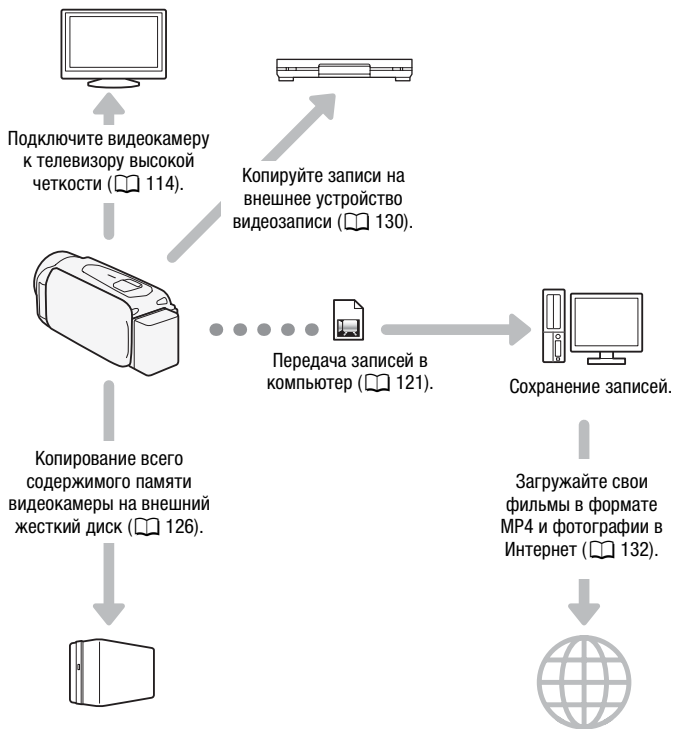 Подключите видеокамеру
к телевизору высокой
четкости (114).
Копируйте записи на
внешнее устройство
видеозаписи (130).
Передача записей в
компьютер (121).
Сохранение записей.
Копирование всего
содержимого памяти
видеокамеры на внешний
жесткий диск (126).
Загружайте свои
фильмы в формате
MP4 и фотографии в
Интернет (132).